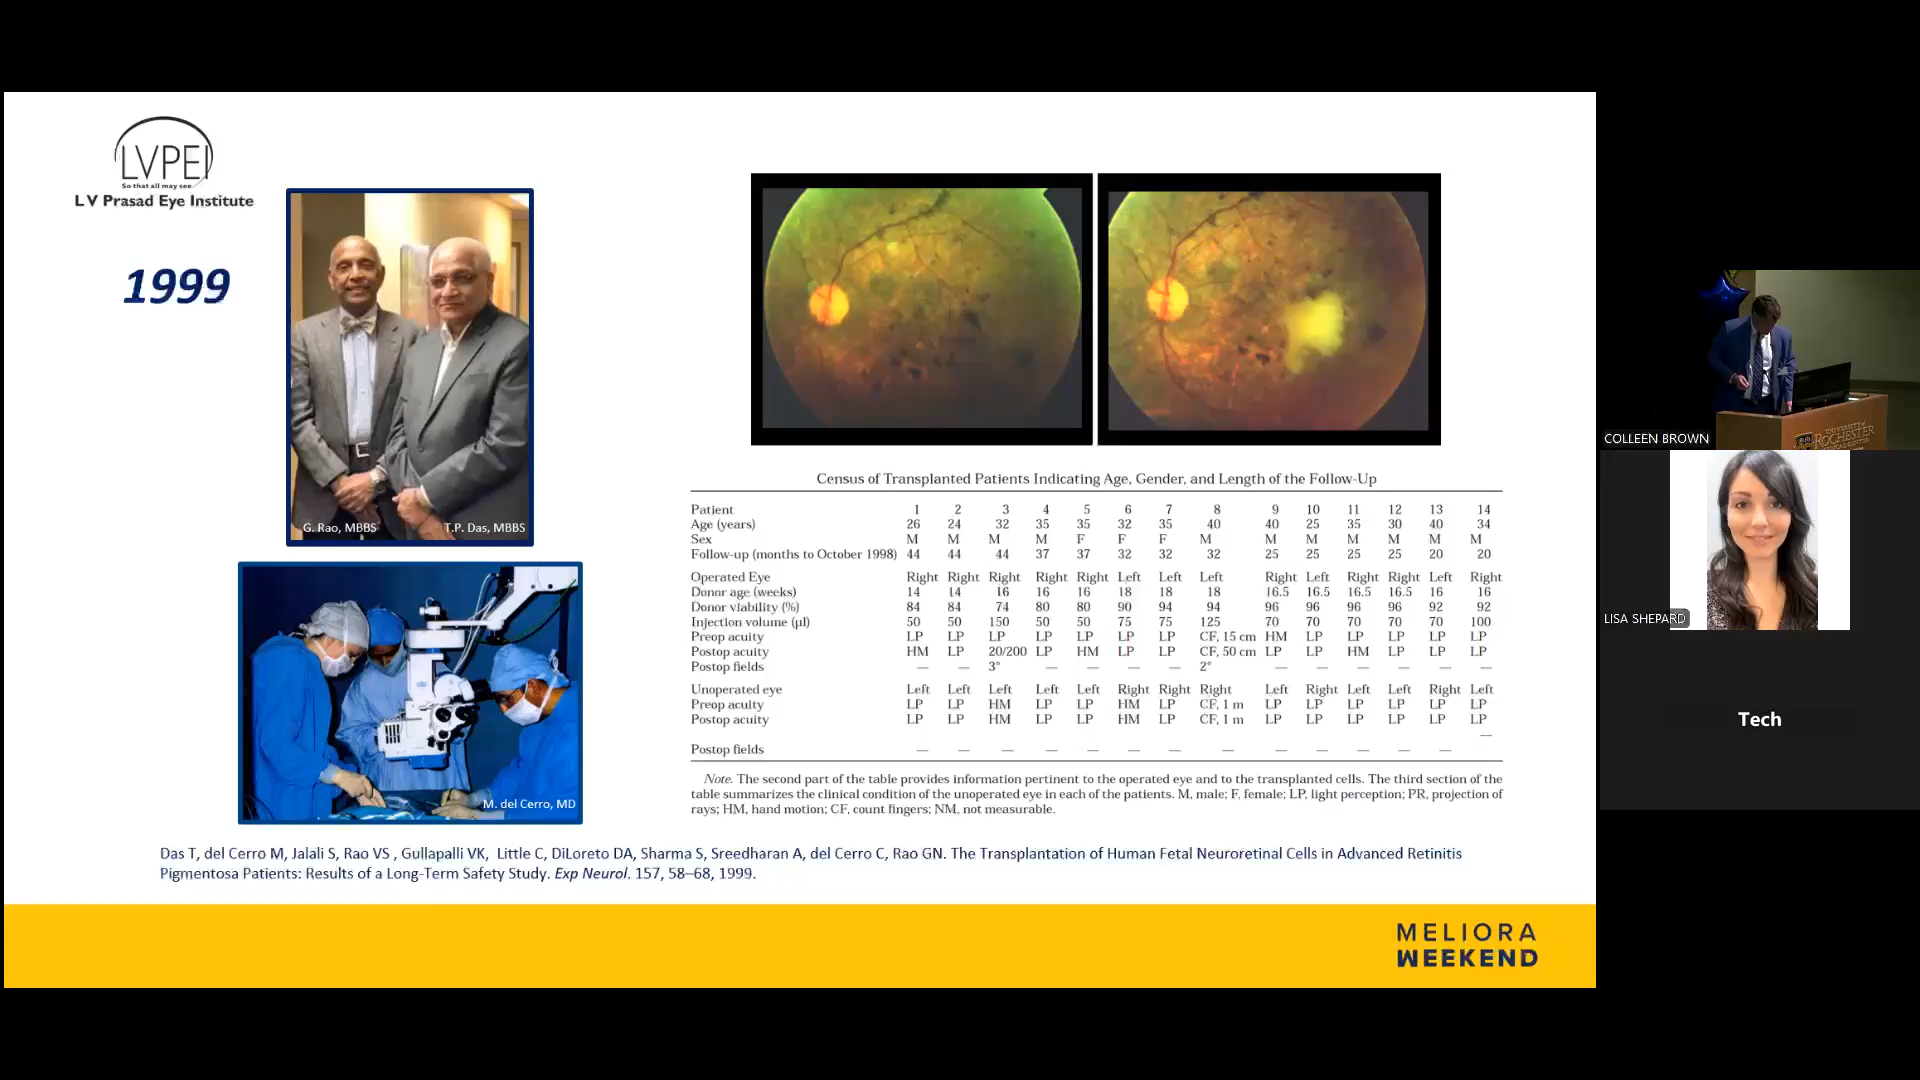 LVPEI
So that all may see
L V Prasad Eye Institute
1999
G. Rao, MBBS
T.P. Das, MBBS
M. del Cerro, MD
Census of Transplanted Patients Indicating Age, Gender, and Length of the Follow-Up
Patient 1 2 3 4 5 6 7 8 9 10 11 12 13 14
Age (years) 26 24 32 35 35 32 35 40 40 25 35 30 40 34
Sex M M M M F F F M M M M M M M
Follow-up (months to October 1998) 44 44 44 37 37 32 32 32 25 25 25 25 20 20
Operated Eye Right Right Right Right Right Left Left Left Right Left Right Right Left Right
Donor age (weeks) 14 14 16 16 16 18 18 18 16.5 16.5 16.5 16.5 16 16
Donor viability (%) 84 84 74 80 80 90 94 94 96 96 96 96 92 92
Injection volume (µl) 50 50 150 50 50 75 75 125 70 70 70 70 70 100
Preop acuity LP LP LP LP LP LP LP CF, 15 cm HM LP LP LP LP LP
Postop acuity HM LP 20/200 LP HM LP LP CF, 50 cm LP LP HM LP LP LP
Postop fields — — 3° — — — — 2° — — — — — —
Unoperated eye Left Left Left Left Left Right Right Right Left Right Left Left Right Left
Preop acuity LP LP HM LP LP HM LP CF, 1 m LP LP LP LP LP LP
Postop acuity LP LP HM LP LP HM LP CF, 1 m LP LP LP LP LP LP
—
Postop fields — — — — — — — — — — — — —
Note. The second part of the table provides information pertinent to the operated eye and to the transplanted cells. The third section of the
table summarizes the clinical condition of the unoperated eye in each of the patients. M, male; F, female; LP, light perception; PR, projection of
rays; HM, hand motion; CF, count fingers; NM, not measurable.
Das T, del Cerro M, Jalali S, Rao VS , Gullapalli VK, Little C, DiLoreto DA, Sharma S, Sreedharan A, del Cerro C, Rao GN. The Transplantation of Human Fetal Neuroretinal Cells in Advanced Retinitis
Pigmentosa Patients: Results of a Long-Term Safety Study. Exp Neurol. 157, 58–68, 1999.
MELIORA
WEEKEND
UNIVERSITY of
ROCHESTER
COLLEEN BROWN
LISA SHEPARD
Tech